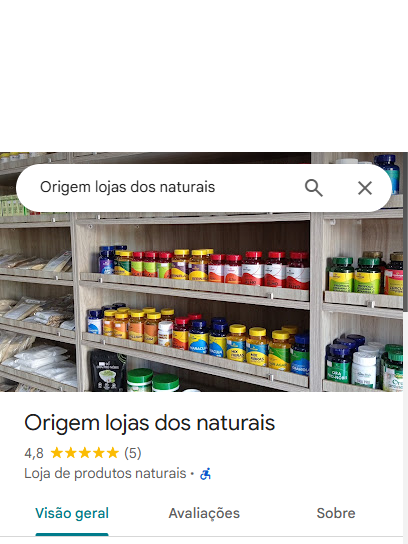 Origem lojas dos naturais
Origem lojas dos naturais
4,8 (5)
Loja de produtos naturais ·
Visão geral
Avaliações
Sobre